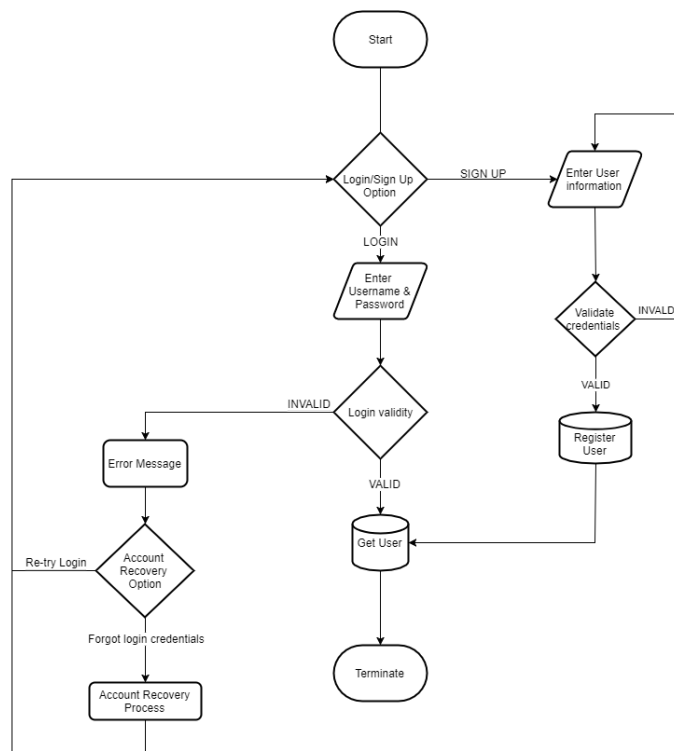 Start
Login/Sign Up
Option
SIGN UP
Enter User
information
LOGIN
Enter
Username &
Password
Validate
credentials
INVALD
VALID
INVALID
Login validity
Register
User
Error Message
VALID
Get User
Account
Recovery
Option
Re-try Login
Forgot login credentials
Terminate
Account Recovery
Process